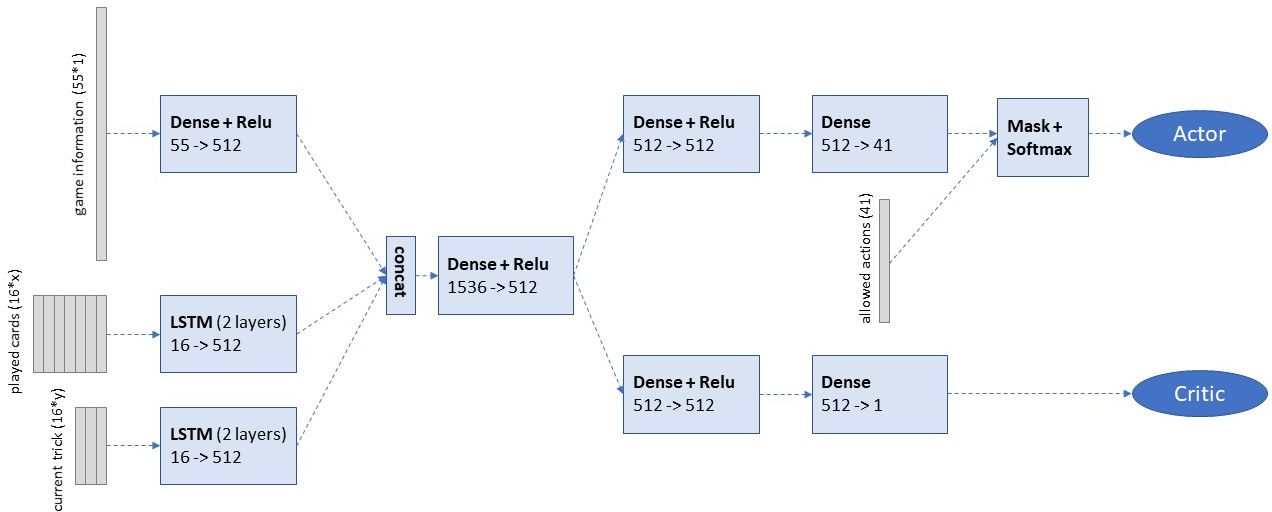 game information (55*1)
Dense + Relu
55 -> 512
played cards (16*x)
LSTM (2 layers)
16 -> 512
current trick (16*y)
LSTM (2 layers)
16 -> 512
concat
Dense + Relu
1536 -> 512
Dense + Relu
512 -> 512
Dense
512 -> 41
allowed actions (41)
Mask +
Softmax
Actor
Dense + Relu
512 -> 512
Dense
512 -> 1
Critic